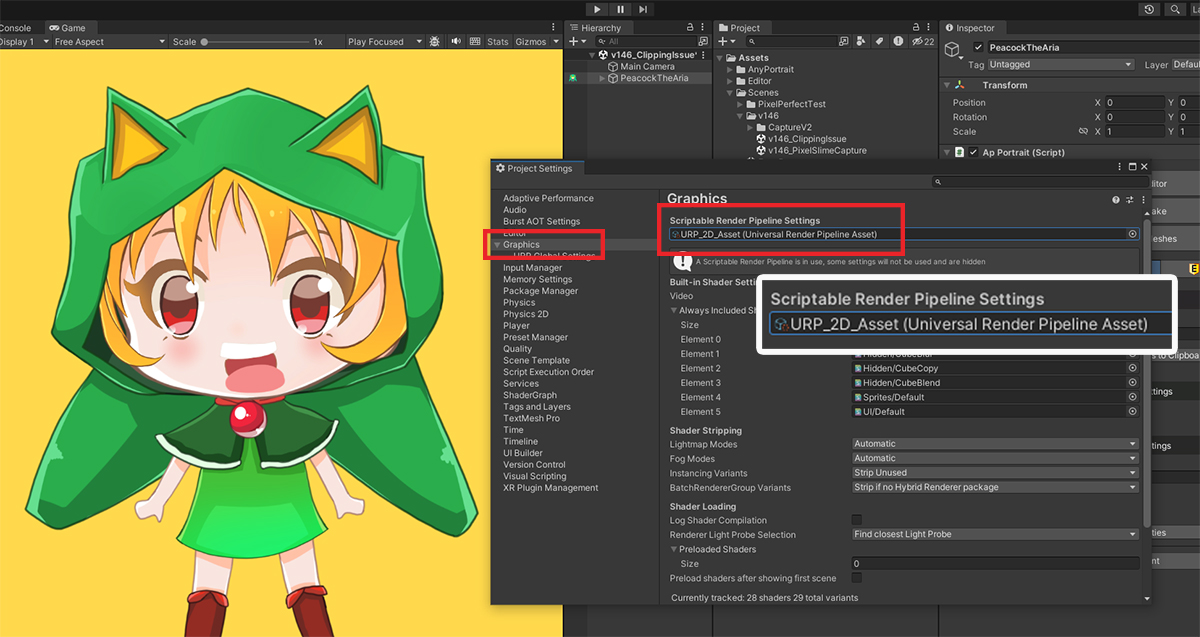 Console
Game
Display 1
Free Aspect
Scale
1x
Play Focused
Stats
Gizmos
Hierarchy
All
v146_ClippingIssue*
Main Camera
PeacockTheAria
Project
22
Assets
AnyPortrait
Editor
Scenes
PixelPerfectTest
v146
CaptureV2
v146_ClippingIssue
v146_PixelSlimeCapture
Inspector
PeacockTheAria
Tag Untagged
Layer Defaul
Transform
Position X 0 Y 0
Rotation X 0 Y 0
Scale X 1 Y 1
Ap Portrait (Script)
Project Settings
Adaptive Performance
Audio
Burst AOT Settings
Editor
Graphics
URP Global Settings
Input Manager
Memory Settings
Package Manager
Physics
Physics 2D
Player
Preset Manager
Quality
Scene Template
Script Execution Order
Services
ShaderGraph
Tags and Layers
TextMesh Pro
Time
Timeline
UI Builder
Version Control
Visual Scripting
XR Plugin Management
Graphics
Scriptable Render Pipeline Settings
URP_2D_Asset (Universal Render Pipeline Asset)
A Scriptable Render Pipeline is in use, some settings will not be used and are hidden
Built-in Shader Setti
Video
Always Included Sh
Size
Element 0
Element 1 Hidden/CubeBlur
Element 2 Hidden/CubeCopy
Element 3 Hidden/CubeBlend
Element 4 Sprites/Default
Element 5 UI/Default
Scriptable Render Pipeline Settings
URP_2D_Asset (Universal Render Pipeline Asset)
Shader Stripping
Lightmap Modes Automatic
Fog Modes Automatic
Instancing Variants Strip Unused
BatchRendererGroup Variants Strip if no Hybrid Renderer package
Shader Loading
Log Shader Compilation
Renderer Light Probe Selection Find closest Light Probe
Preloaded Shaders
Size 0
Preload shaders after showing first scene
Currently tracked: 28 shaders 29 total variants
itor
ake
eshes
E
s to Clipboa
ttings
ttings
ties
nt